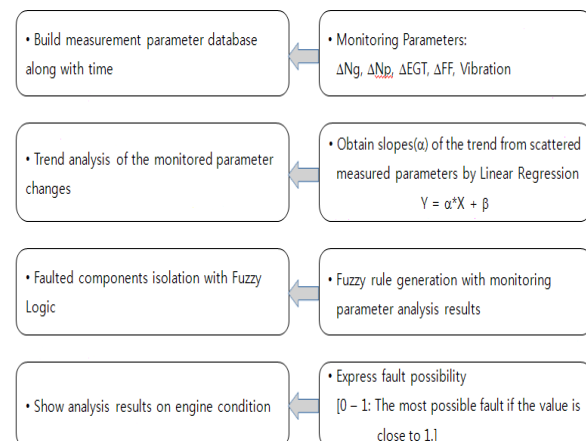 • Build measurement parameter database
along with time
• Monitoring Parameters:
ΔNg, ΔNp, ΔEGT, ΔFF, Vibration
• Trend analysis of the monitored parameter
changes
• Obtain slopes(α) of the trend from scattered
measured parameters by Linear Regression
Y = α*X + β
• Faulted components isolation with Fuzzy
Logic
• Fuzzy rule generation with monitoring
parameter analysis results
• Show analysis results on engine condition
• Express fault possibility
[0 – 1: The most possible fault if the value is
close to 1.]